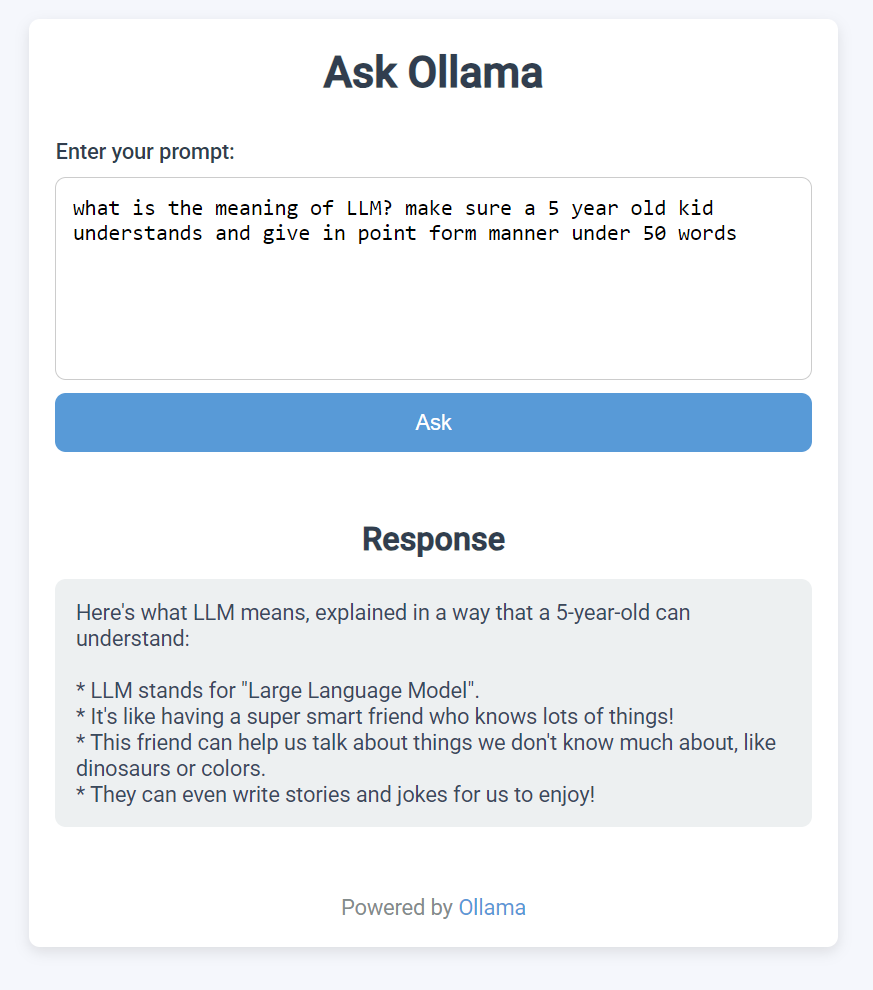 Ask Ollama
Enter your prompt:
what is the meaning of LLM? make sure a 5 year old kid
understands and give in point form manner under 50 words
Ask
Response
Here's what LLM means, explained in a way that a 5-year-old can
understand:
* LLM stands for "Large Language Model".
* It's like having a super smart friend who knows lots of things!
* This friend can help us talk about things we don't know much about, like
dinosaurs or colors.
* They can even write stories and jokes for us to enjoy!
Powered by Ollama